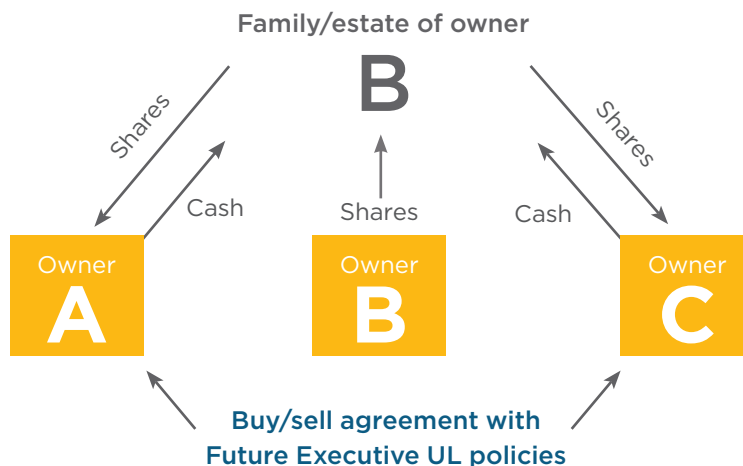 Family/estate of owner
B
Shares
Shares
Cash
Shares
Cash
Owner
A
Owner
B
Owner
C
Buy/sell agreement with
Future Executive UL policies